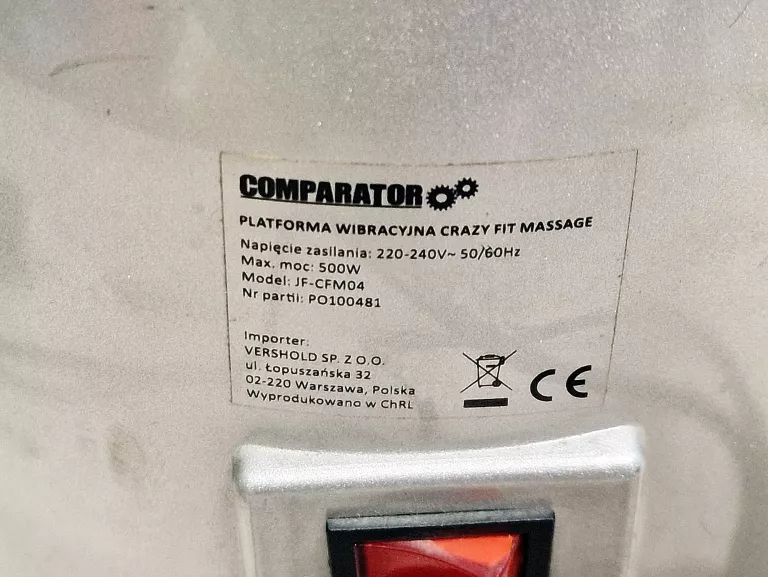 COMPARATOR
PLATFORMA WIBRACYJNA CRAZY FIT MASSAGE
Napięcie zasilania: 220-240V~ 50/60Hz
Max. moc: 500W
Model: JF-CFM04
Nr partii: PO100481
Importer:
VERSHOLD SP. Z O.O.
ul. Łopuszańska 32
02-220 Warszawa, Polska
Wyprodukowano w ChRL
CE